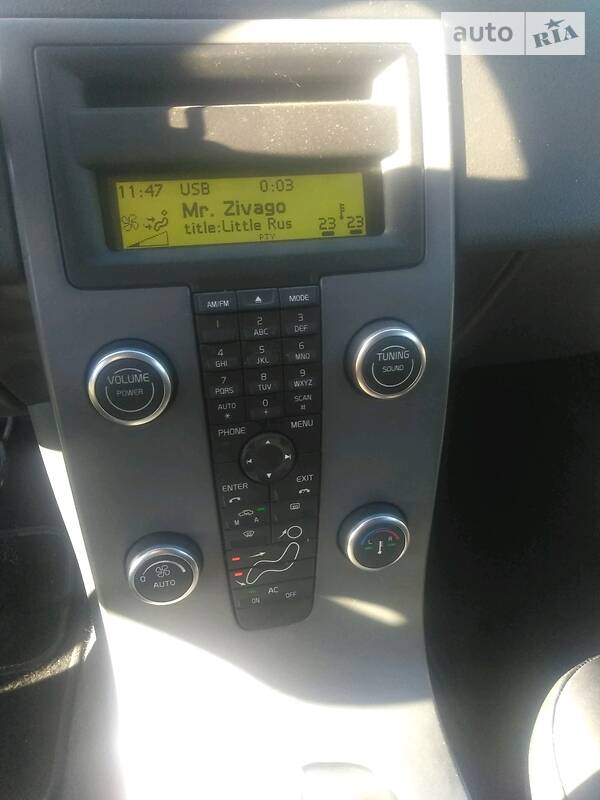 auto RIA
11:47 USB 0:03
Mr. Zivago
title:Little Rus 23 23
PTY
AM/FM MODE
1 2 ABC 3 DEF
4 GHI 5 JKL 6 MNO
7 PQRS 8 TUV 9 WXYZ
AUTO * 0 + SCAN #
VOLUME
POWER
TUNING
SOUND
PHONE MENU
ENTER EXIT
M A
0 AUTO
L R
AC
ON OFF